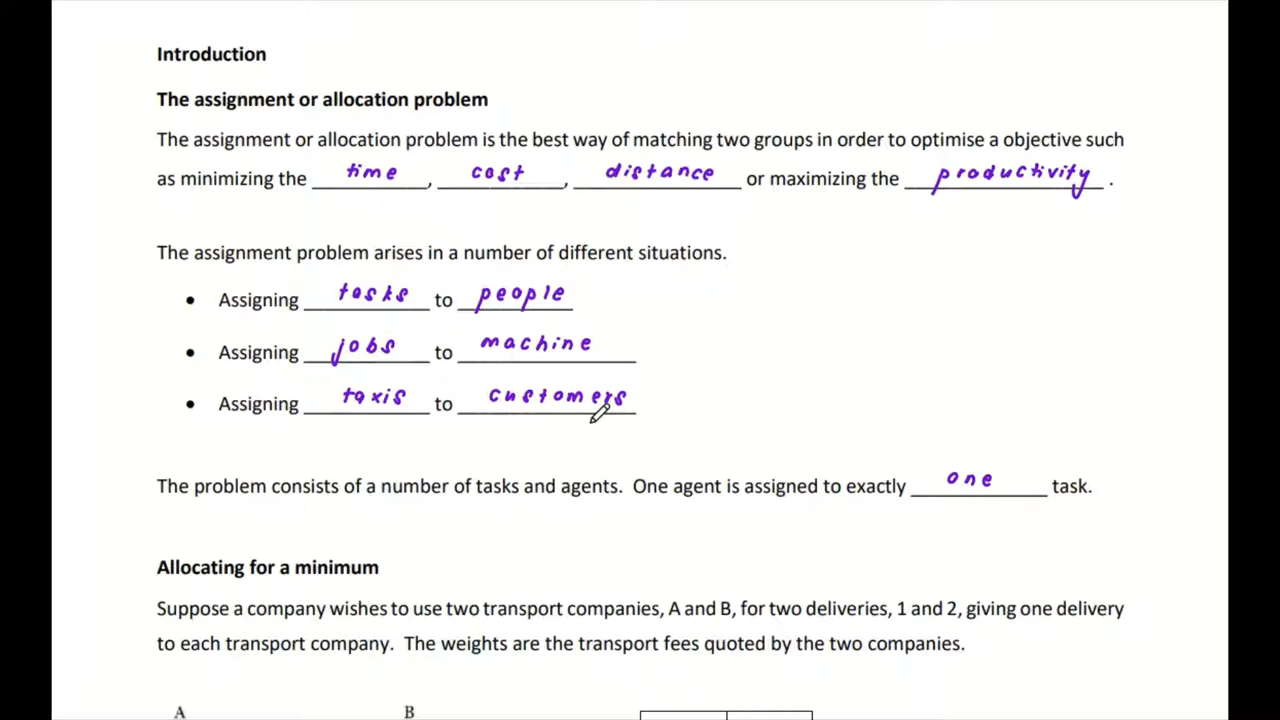 Introduction
The assignment or allocation problem
The assignment or allocation problem is the best way of matching two groups in order to optimise a objective such
as minimizing the time, cost, distance or maximizing the productivity.
The assignment problem arises in a number of different situations.
• Assigning tasks to people
• Assigning jobs to machine
• Assigning taxis to customers
The problem consists of a number of tasks and agents. One agent is assigned to exactly one task.
Allocating for a minimum
Suppose a company wishes to use two transport companies, A and B, for two deliveries, 1 and 2, giving one delivery
to each transport company. The weights are the transport fees quoted by the two companies.
A B